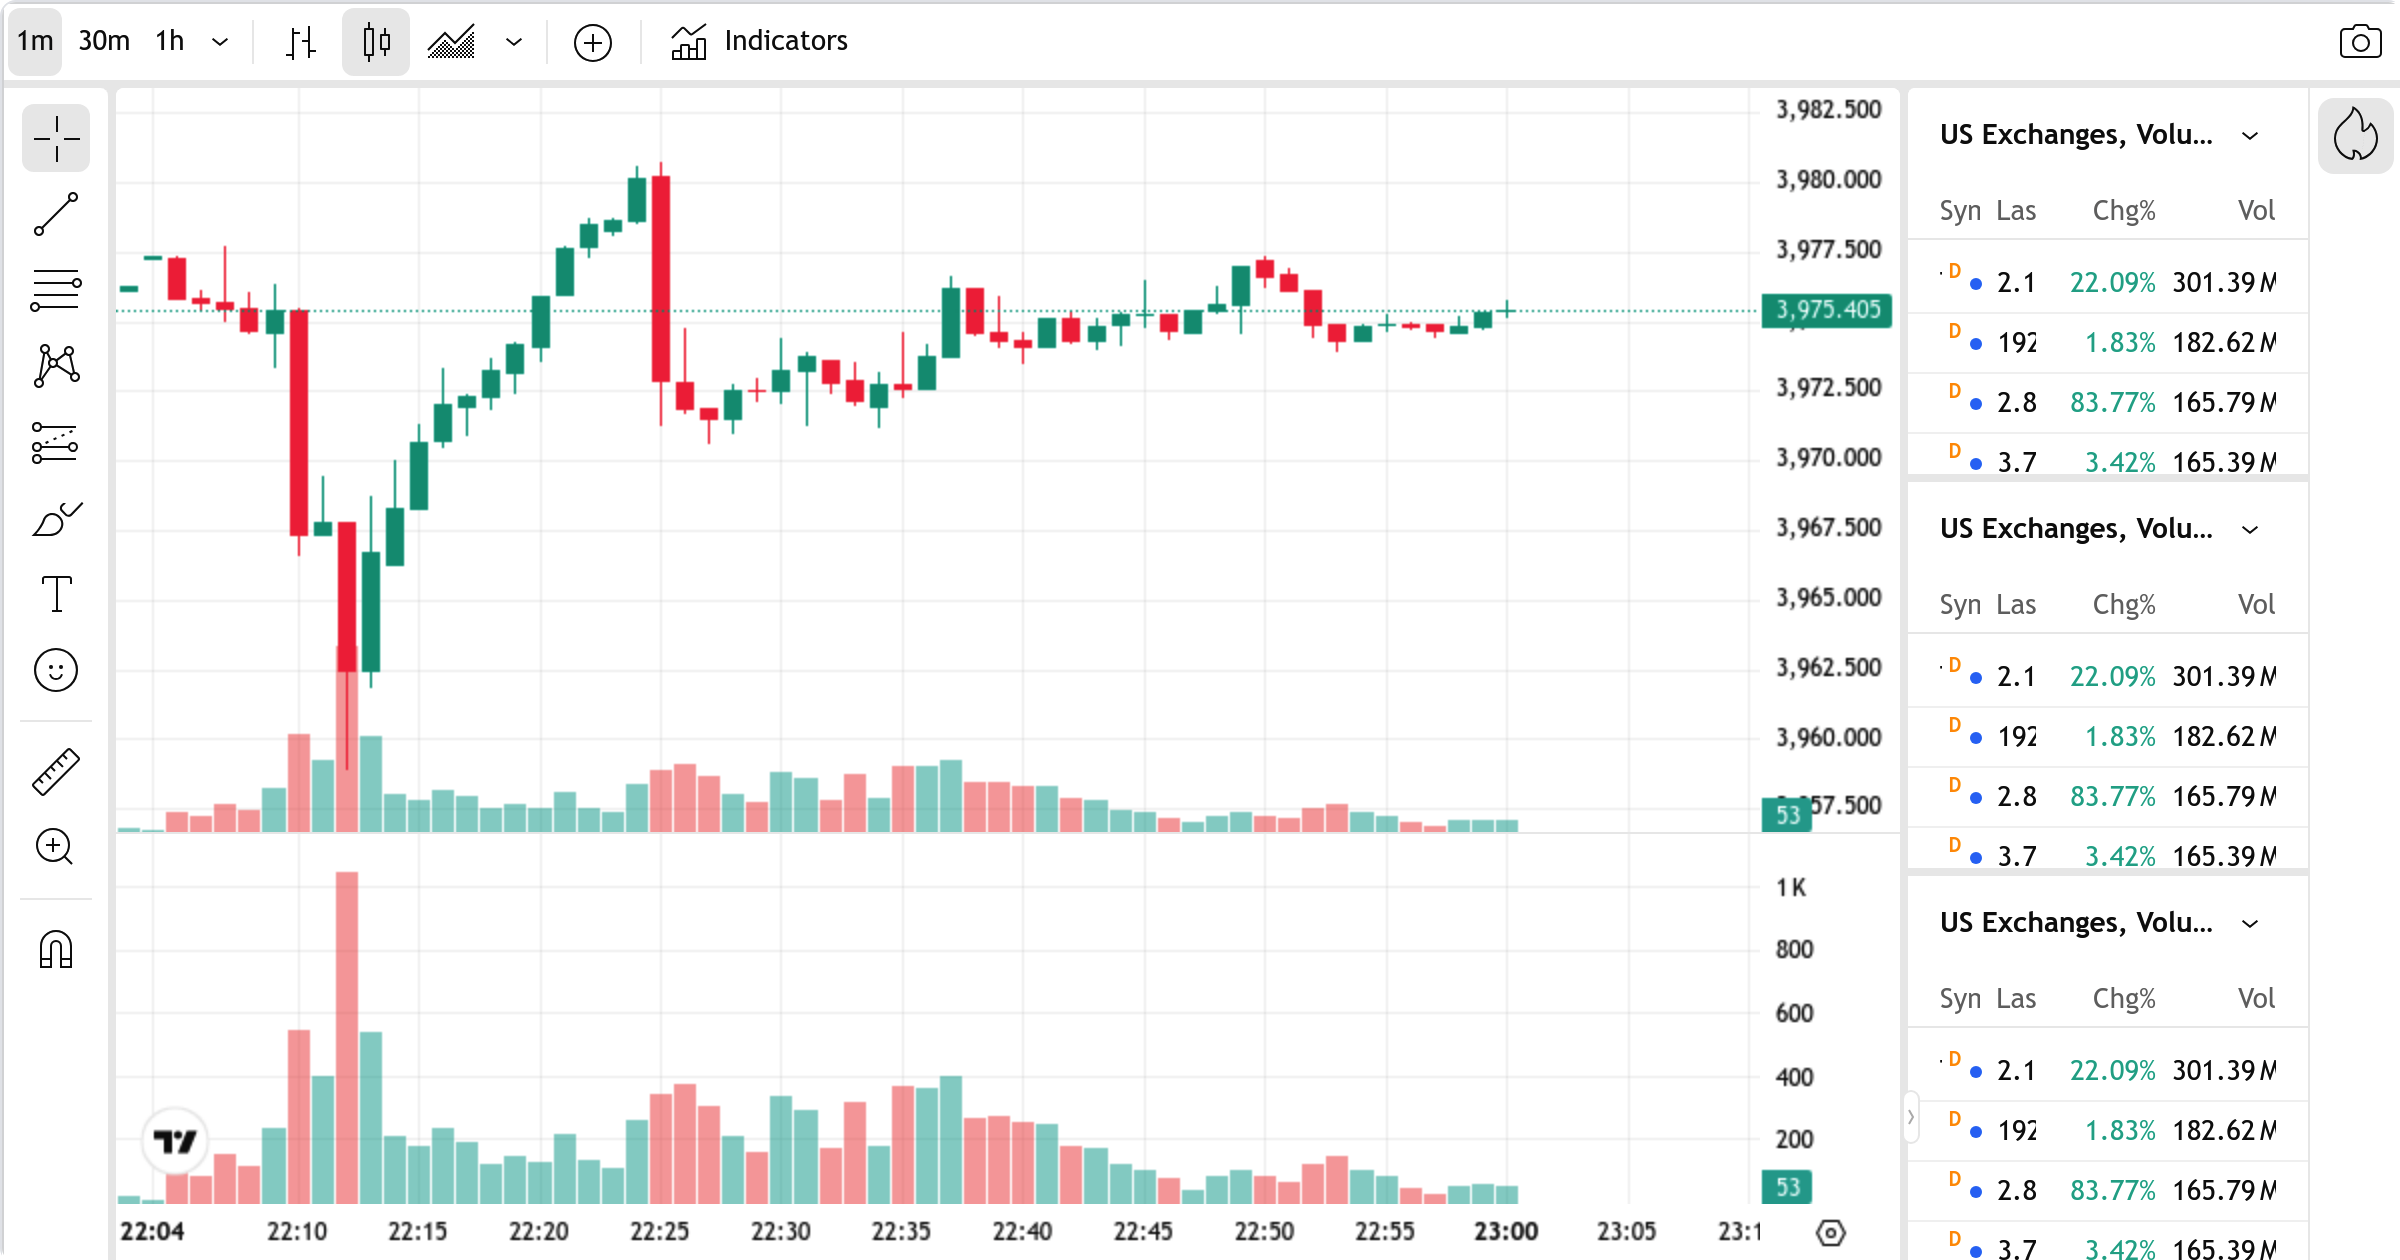 1m 30m 1h Indicators
3,982.500
3,980.000
3,977.500
3,975.405
3,972.500
3,970.000
3,967.500
3,965.000
3,962.500
3,960.000
57.500
53
1K
800
600
400
200
53
22:04 22:10 22:15 22:20 22:25 22:30 22:35 22:40 22:45 22:50 22:55 23:00 23:05 23:1
US Exchanges, Volu...
Syn Las Chg% Vol
D 2.1 22.09% 301.39 M
D 192 1.83% 182.62 M
D 2.8 83.77% 165.79 M
D 3.7 3.42% 165.39 M
US Exchanges, Volu...
Syn Las Chg% Vol
D 2.1 22.09% 301.39 M
D 192 1.83% 182.62 M
D 2.8 83.77% 165.79 M
D 3.7 3.42% 165.39 M
US Exchanges, Volu...
Syn Las Chg% Vol
D 2.1 22.09% 301.39 M
D 192 1.83% 182.62 M
D 2.8 83.77% 165.79 M
D 3.7 3.42% 165.39 M